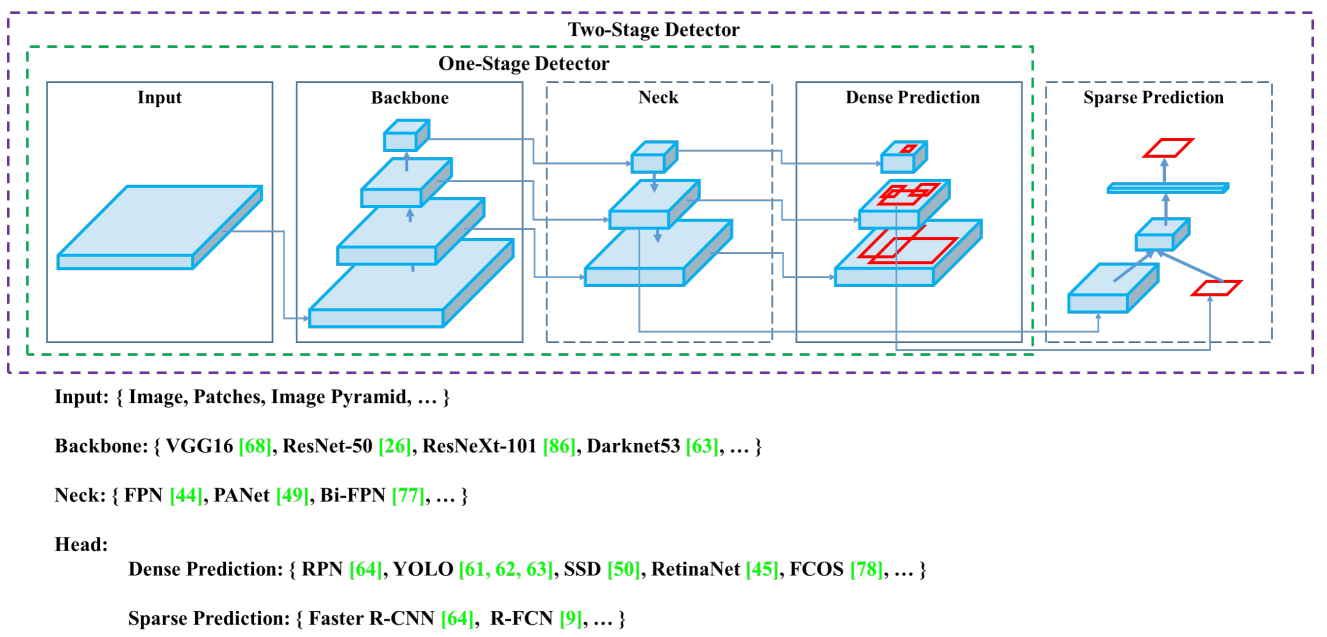 Two-Stage Detector
One-Stage Detector
Input
Backbone
Neck
Dense Prediction
Sparse Prediction
Input: { Image, Patches, Image Pyramid, … }
Backbone: { VGG16 [68], ResNet-50 [26], ResNeXt-101 [86], Darknet53 [63], … }
Neck: { FPN [44], PANet [49], Bi-FPN [77], … }
Head:
Dense Prediction: { RPN [64], YOLO [61, 62, 63], SSD [50], RetinaNet [45], FCOS [78], … }
Sparse Prediction: { Faster R-CNN [64], R-FCN [9], … }